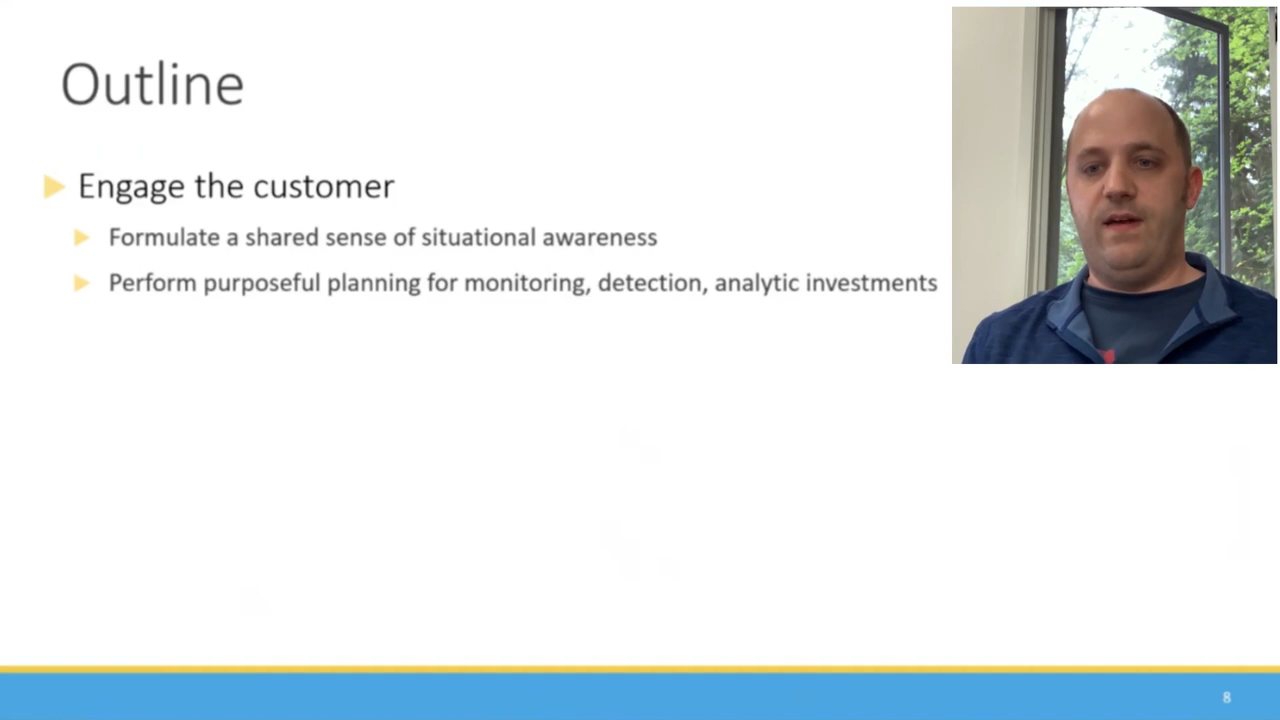 Outline
Engage the customer
Formulate a shared sense of situational awareness
Perform purposeful planning for monitoring, detection, analytic investments
8